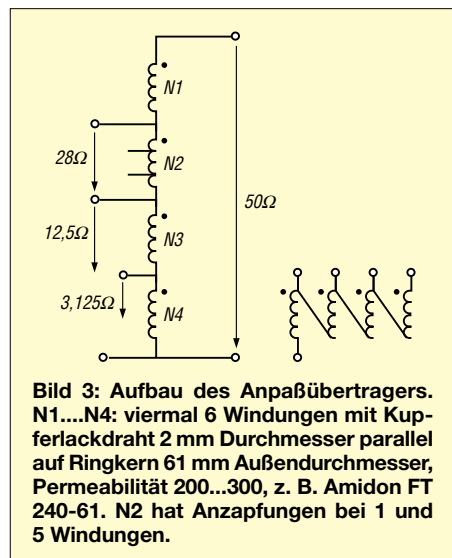 N1
28Ω
N2
50Ω
12,5Ω
N3
3,125Ω
N4
Bild 3: Aufbau des Anpaßübertragers.
N1....N4: viermal 6 Windungen mit Kup-
ferlackdraht 2 mm Durchmesser parallel
auf Ringkern 61 mm Außendurchmesser,
Permeabilität 200...300, z. B. Amidon FT
240-61. N2 hat Anzapfungen bei 1 und
5 Windungen.